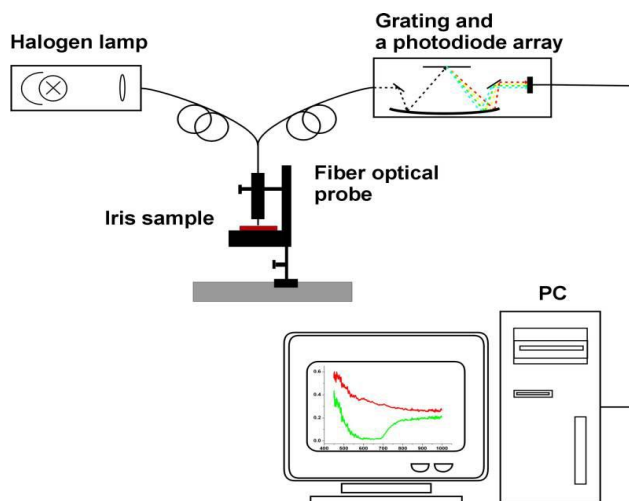 Grating and
a photodiode array
Halogen lamp
Fiber optical
probe
Iris sample
PC
0.6
0.4
0.2
0.0
400 500 600 700 800 900 1000